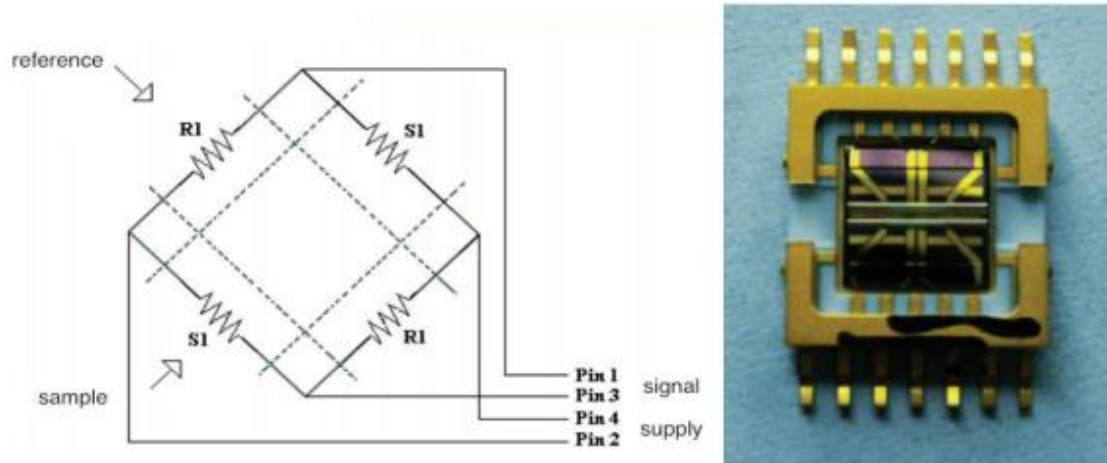 reference
R1
S1
S1
R1
sample
Pin 1
Pin 3
signal
Pin 4
Pin 2
supply